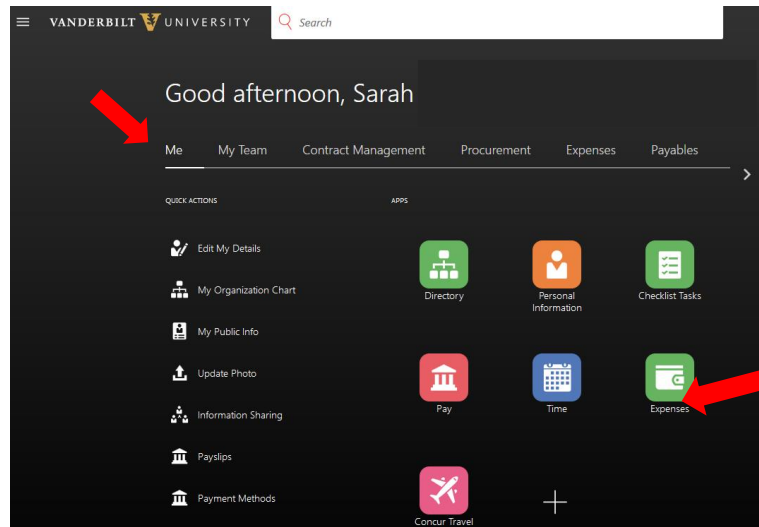 VANDERBILT UNIVERSITY
Search
Good afternoon, Sarah
Me My Team Contract Management Procurement Expenses Payables
QUICK ACTIONS
APPS
Edit My Details
My Organization Chart
My Public Info
Update Photo
Information Sharing
Payslips
Payment Methods
Directory
Personal
Information
Checklist Tasks
Pay
Time
Expenses
Concur Travel